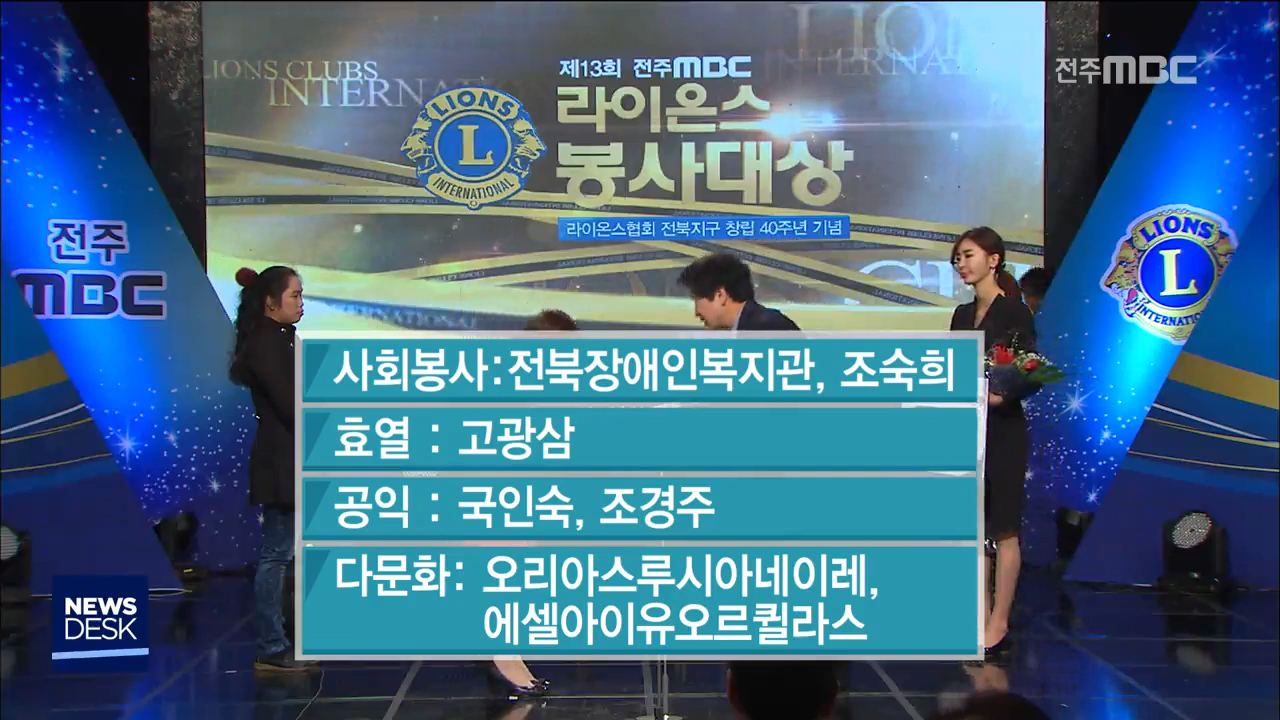 LIONS CLUBS
INTERNATIONAL
제13회 전주MBC
라이온스
봉사대상
라이온스협회 전북지구 창립 40주년 기념
LIONS
L
INTERNATIONAL
전주MBC
전주
MBC
LIONS
L
INTERNATIONAL
사회봉사:전북장애인복지관, 조숙희
효열 : 고광삼
공익 : 국인숙, 조경주
다문화: 오리아스루시아네이레,
에셀아이유오르퀼라스
NEWS
DESK